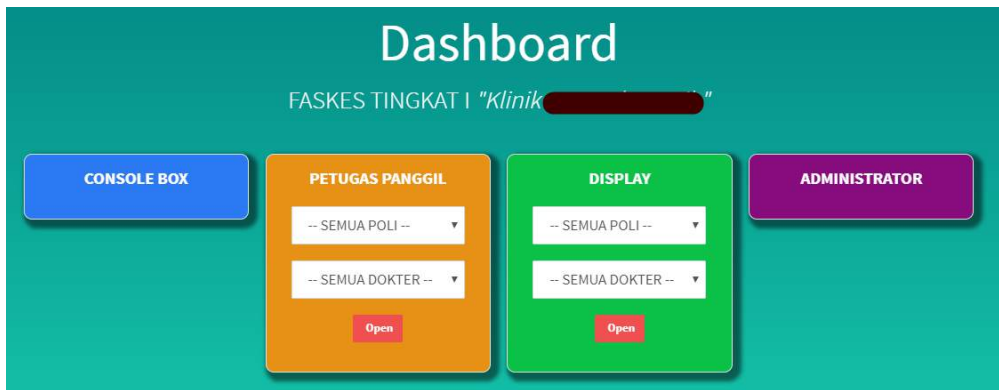 Dashboard
FASKES TINGKAT I "Klinik "
CONSOLE BOX
PETUGAS PANGGIL
-- SEMUA POLI --
-- SEMUA DOKTER --
Open
DISPLAY
-- SEMUA POLI --
-- SEMUA DOKTER --
Open
ADMINISTRATOR